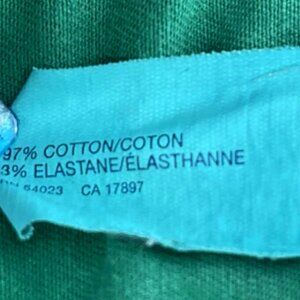 97% COTTON/COTON
3% ELASTANE/ÉLASTHANNE
54023 CA 17897